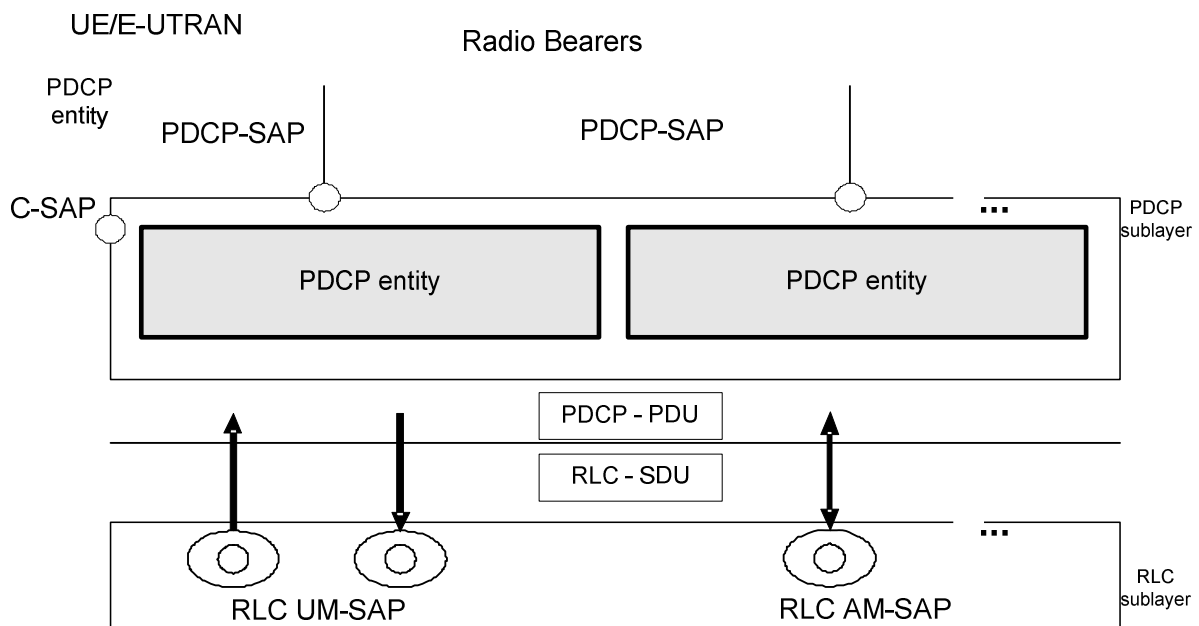 UE/E-UTRAN
Radio Bearers
PDCP
entity
PDCP-SAP
PDCP-SAP
C-SAP
...
PDCP
sublayer
PDCP entity
PDCP entity
PDCP - PDU
RLC - SDU
...
RLC UM-SAP
RLC AM-SAP
RLC
sublayer